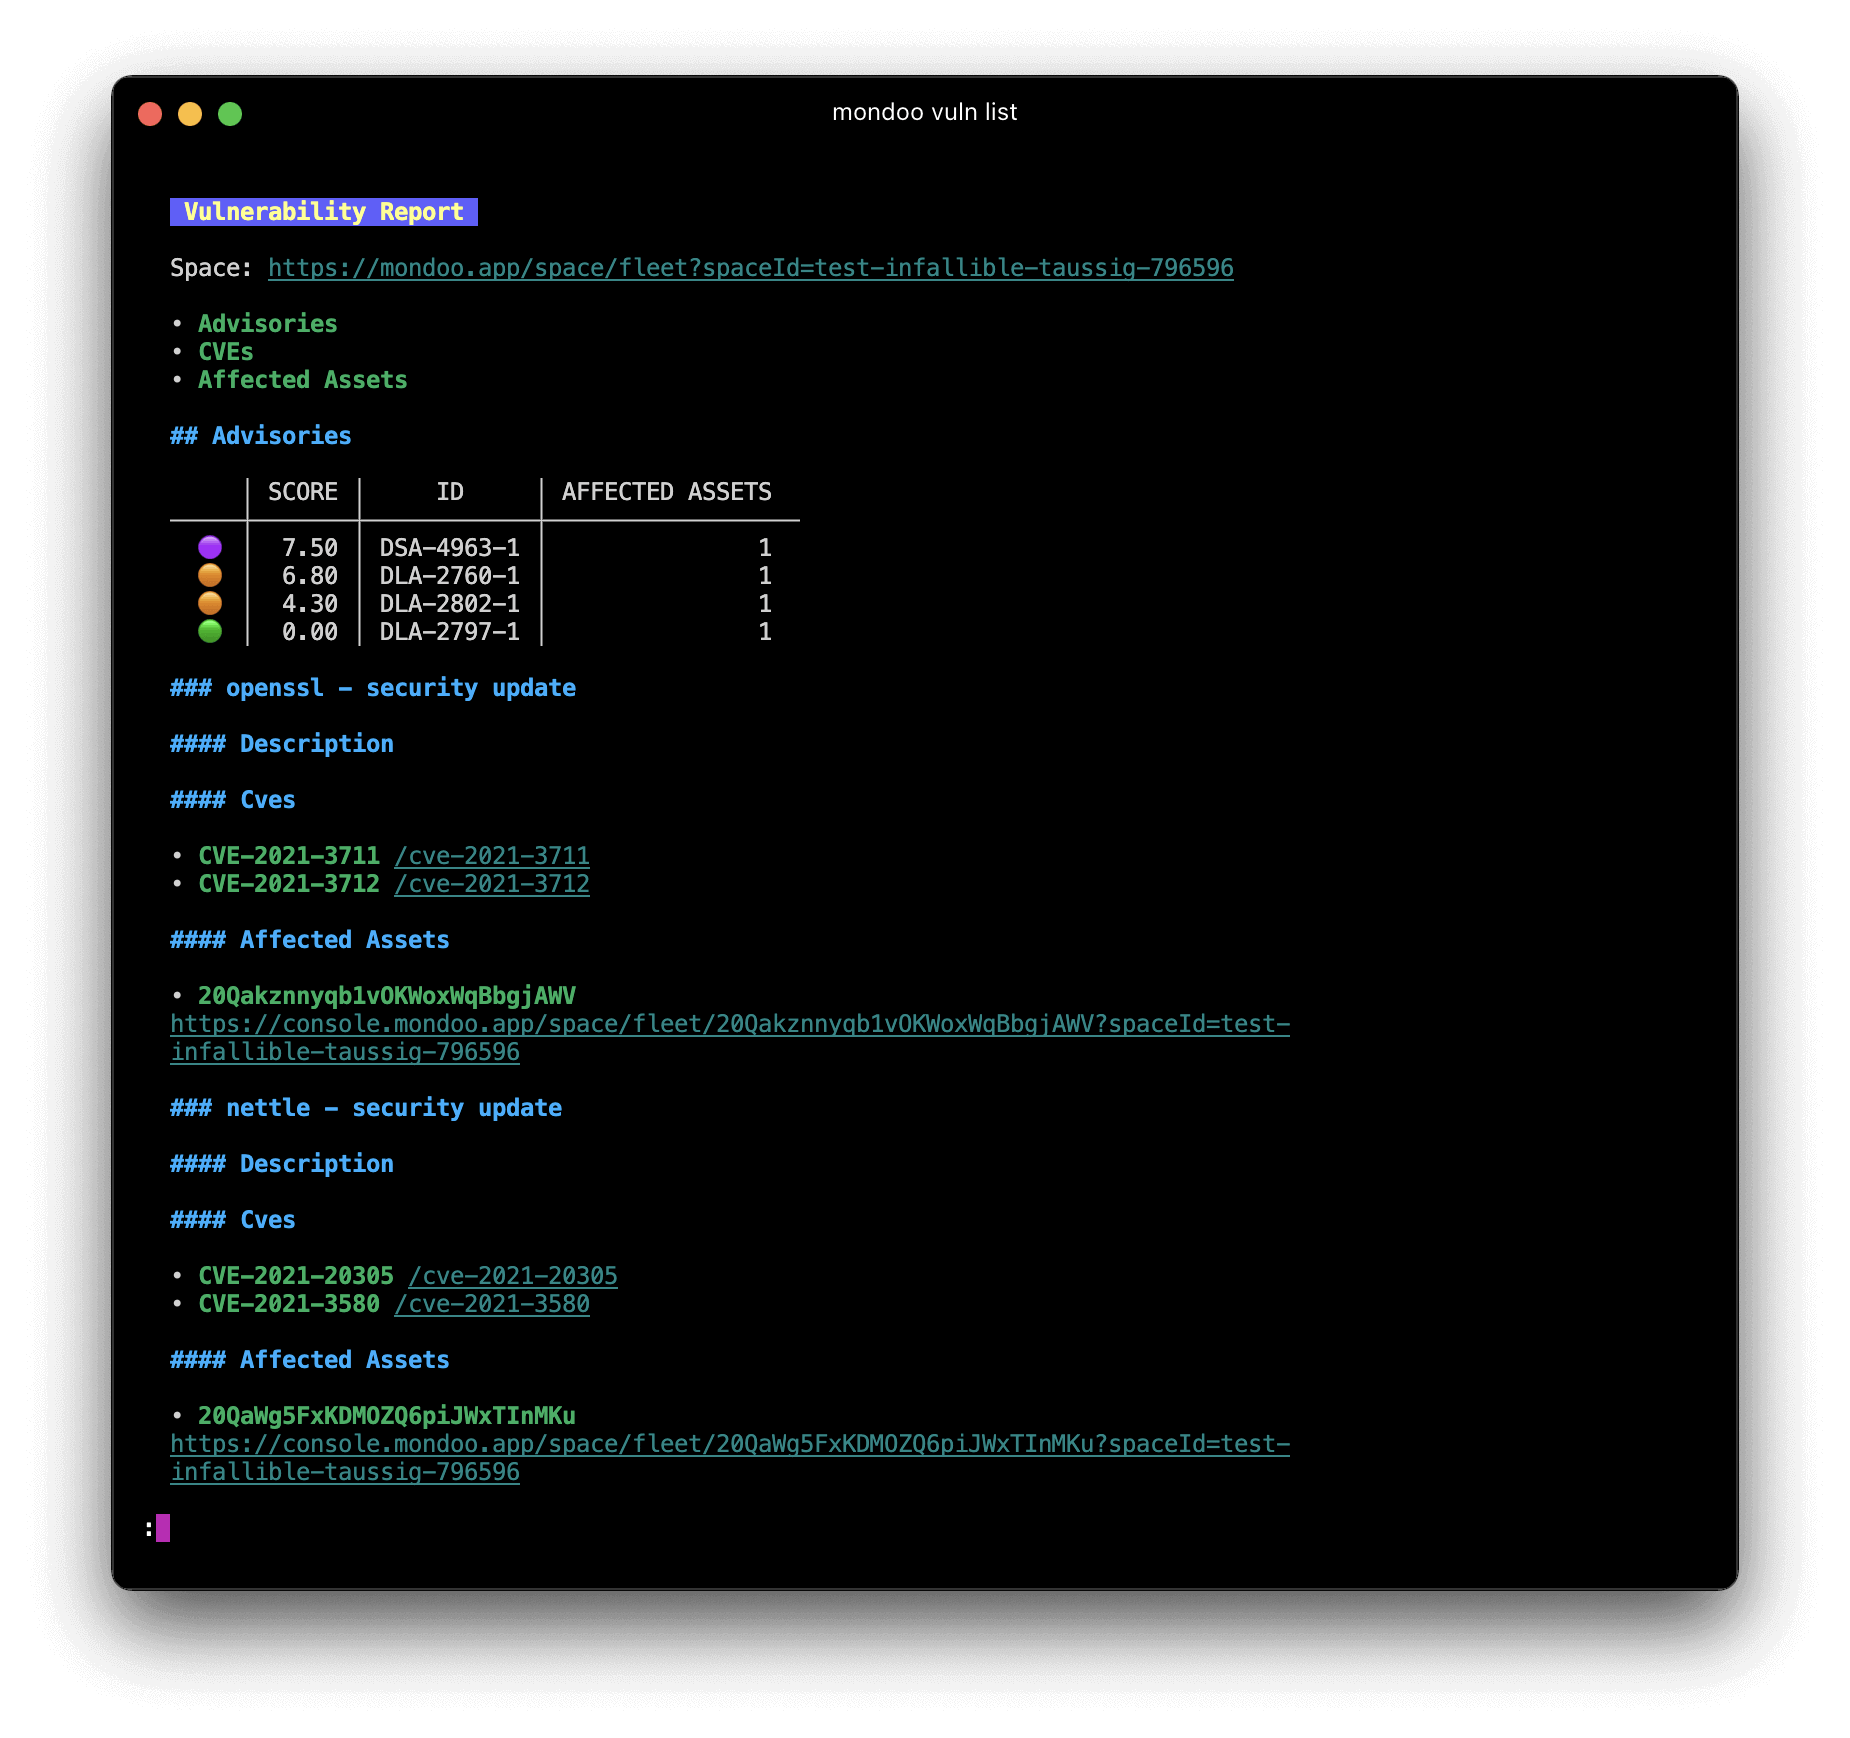 mondoo vuln list
Vulnerability Report
Space: https://mondoo.app/space/fleet?spaceId=test-infallible-taussig-796596
• Advisories
• CVEs
• Affected Assets
## Advisories
SCORE ID AFFECTED ASSETS
7.50 DSA-4963-1 1
6.80 DLA-2760-1 1
4.30 DLA-2802-1 1
0.00 DLA-2797-1 1
### openssl - security update
#### Description
#### Cves
• CVE-2021-3711 /cve-2021-3711
• CVE-2021-3712 /cve-2021-3712
#### Affected Assets
• 20Qakznnyqb1vOKWoxWqBbgjAWV
https://console.mondoo.app/space/fleet/20Qakznnyqb1vOKWoxWqBbgjAWV?spaceId=test-
infallible-taussig-796596
### nettle - security update
#### Description
#### Cves
• CVE-2021-20305 /cve-2021-20305
• CVE-2021-3580 /cve-2021-3580
#### Affected Assets
• 20QaWg5FxKDMOZQ6piJWxTInMKu
https://console.mondoo.app/space/fleet/20QaWg5FxKDMOZQ6piJWxTInMKu?spaceId=test-
infallible-taussig-796596
: